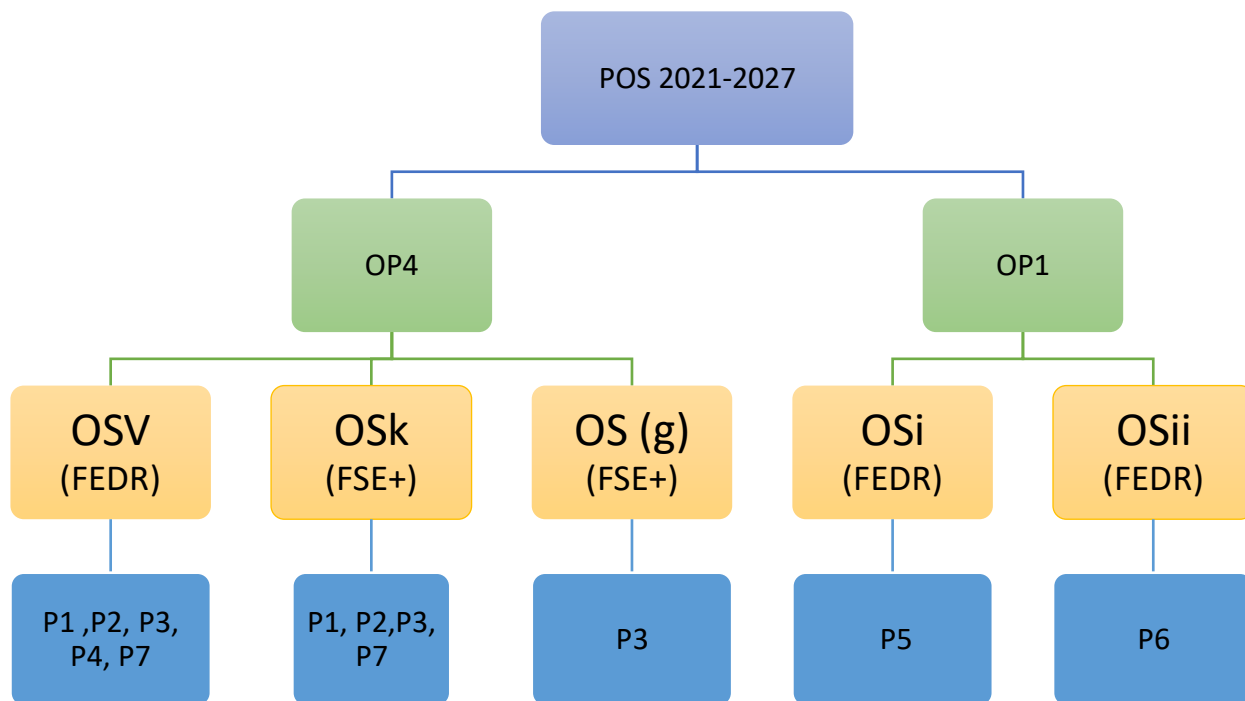 POS 2021-2027
OP4
OP1
OSV
(FEDR)
OSk
(FSE+)
OS (g)
(FSE+)
OSi
(FEDR)
OSii
(FEDR)
P1 ,P2, P3,
P4, P7
P1, P2,P3,
P7
P3
P5
P6